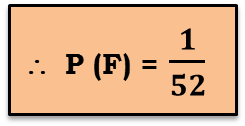 ∴ P (F) = 1/52